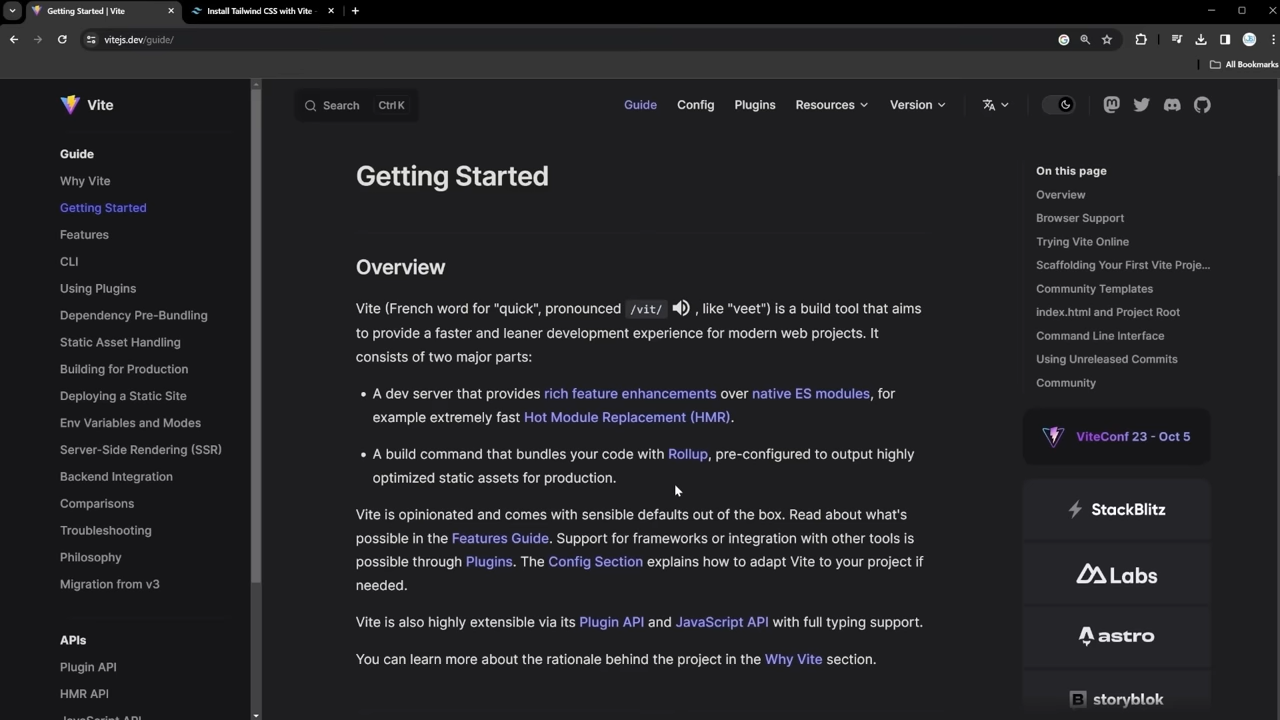 Getting Started | Vite
Install Tailwind CSS with Vite
vitejs.dev/guide/
All Bookmarks
Vite
Search Ctrl K
Guide Config Plugins Resources Version
Guide
Why Vite
Getting Started
Features
CLI
Using Plugins
Dependency Pre-Bundling
Static Asset Handling
Building for Production
Deploying a Static Site
Env Variables and Modes
Server-Side Rendering (SSR)
Backend Integration
Comparisons
Troubleshooting
Philosophy
Migration from v3
APIs
Plugin API
HMR API
JavaScript API
Getting Started
Overview
Vite (French word for "quick", pronounced /vit/ , like "veet") is a build tool that aims
to provide a faster and leaner development experience for modern web projects. It
consists of two major parts:
• A dev server that provides rich feature enhancements over native ES modules, for
example extremely fast Hot Module Replacement (HMR).
• A build command that bundles your code with Rollup, pre-configured to output highly
optimized static assets for production.
Vite is opinionated and comes with sensible defaults out of the box. Read about what's
possible in the Features Guide. Support for frameworks or integration with other tools is
possible through Plugins. The Config Section explains how to adapt Vite to your project if
needed.
Vite is also highly extensible via its Plugin API and JavaScript API with full typing support.
You can learn more about the rationale behind the project in the Why Vite section.
On this page
Overview
Browser Support
Trying Vite Online
Scaffolding Your First Vite Proje...
Community Templates
index.html and Project Root
Command Line Interface
Using Unreleased Commits
Community
ViteConf 23 - Oct 5
StackBlitz
Labs
astro
storyblok